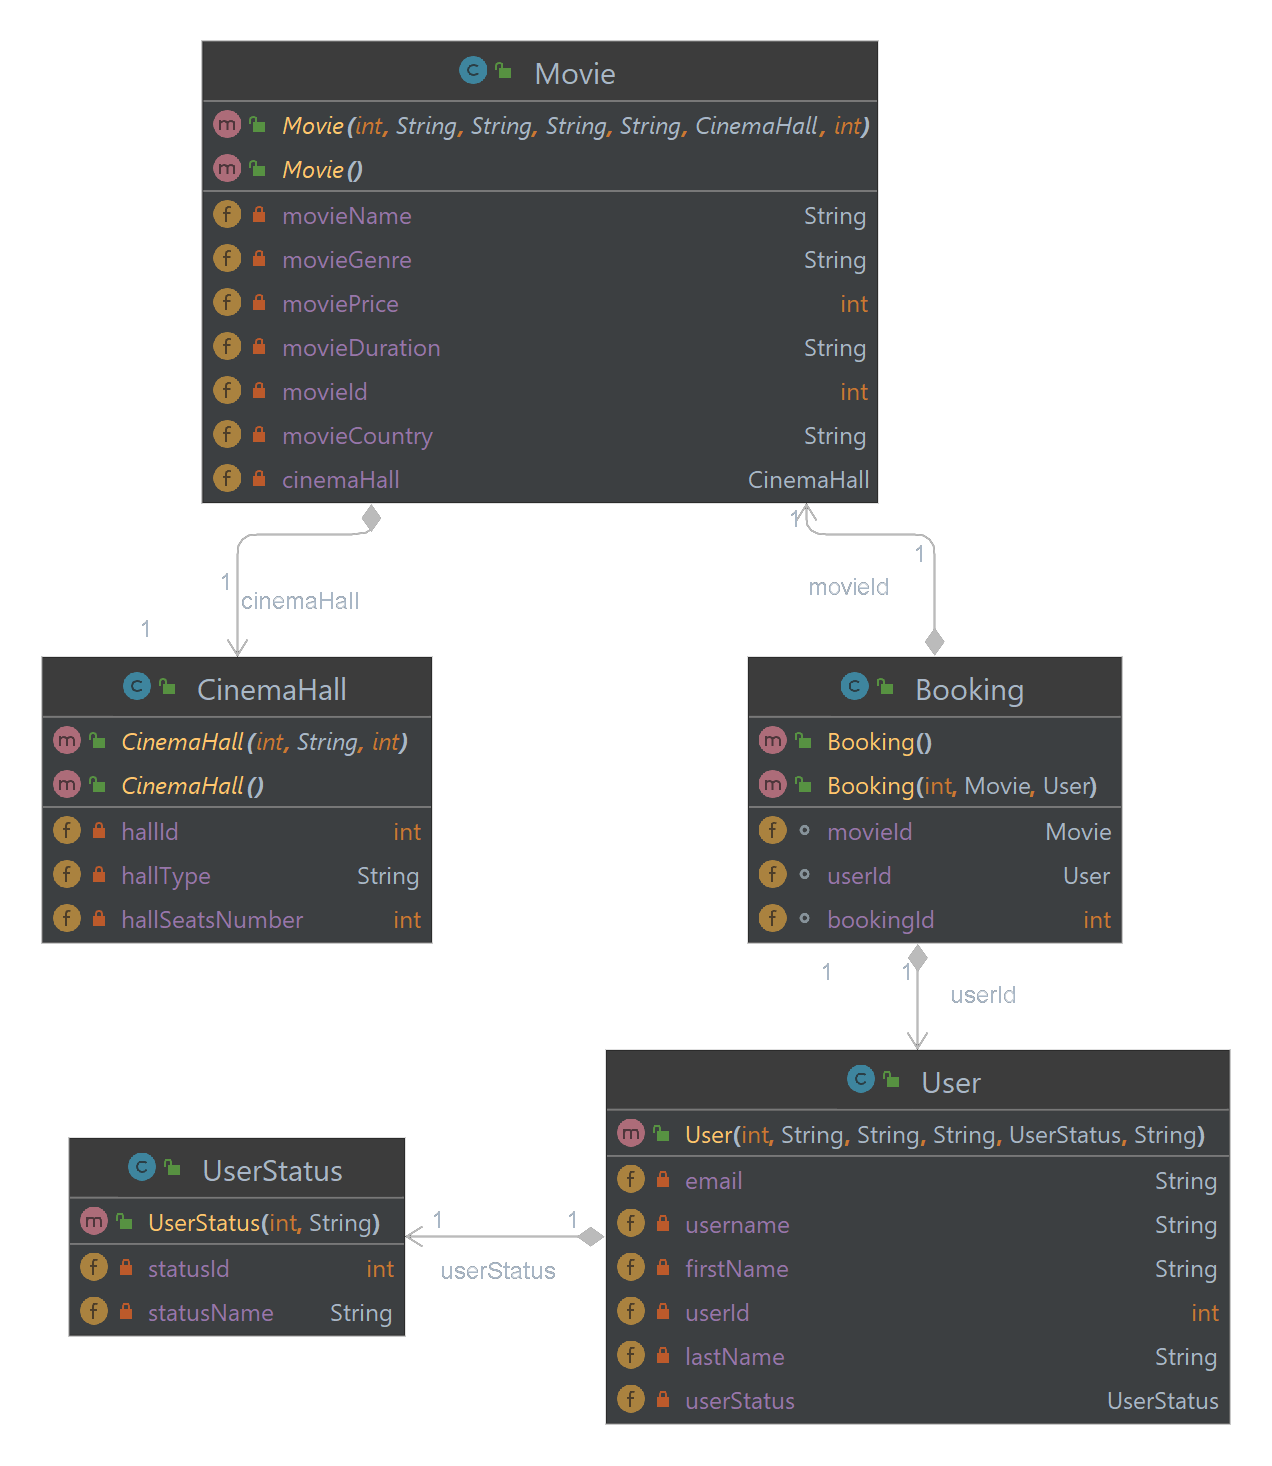 Movie
Movie(int, String, String, String, String, CinemaHall, int)
Movie()
movieName String
movieGenre String
moviePrice int
movieDuration String
movieId int
movieCountry String
cinemaHall CinemaHall
1
1
1
movieId
cinemaHall
1
CinemaHall
CinemaHall(int, String, int)
CinemaHall()
hallId int
hallType String
hallSeatsNumber int
Booking
Booking()
Booking(int, Movie, User)
movieId Movie
userId User
bookingId int
1
1
userId
User
User(int, String, String, String, UserStatus, String)
email String
username String
firstName String
userId int
lastName String
userStatus UserStatus
1
1
userStatus
UserStatus
UserStatus(int, String)
statusId int
statusName String